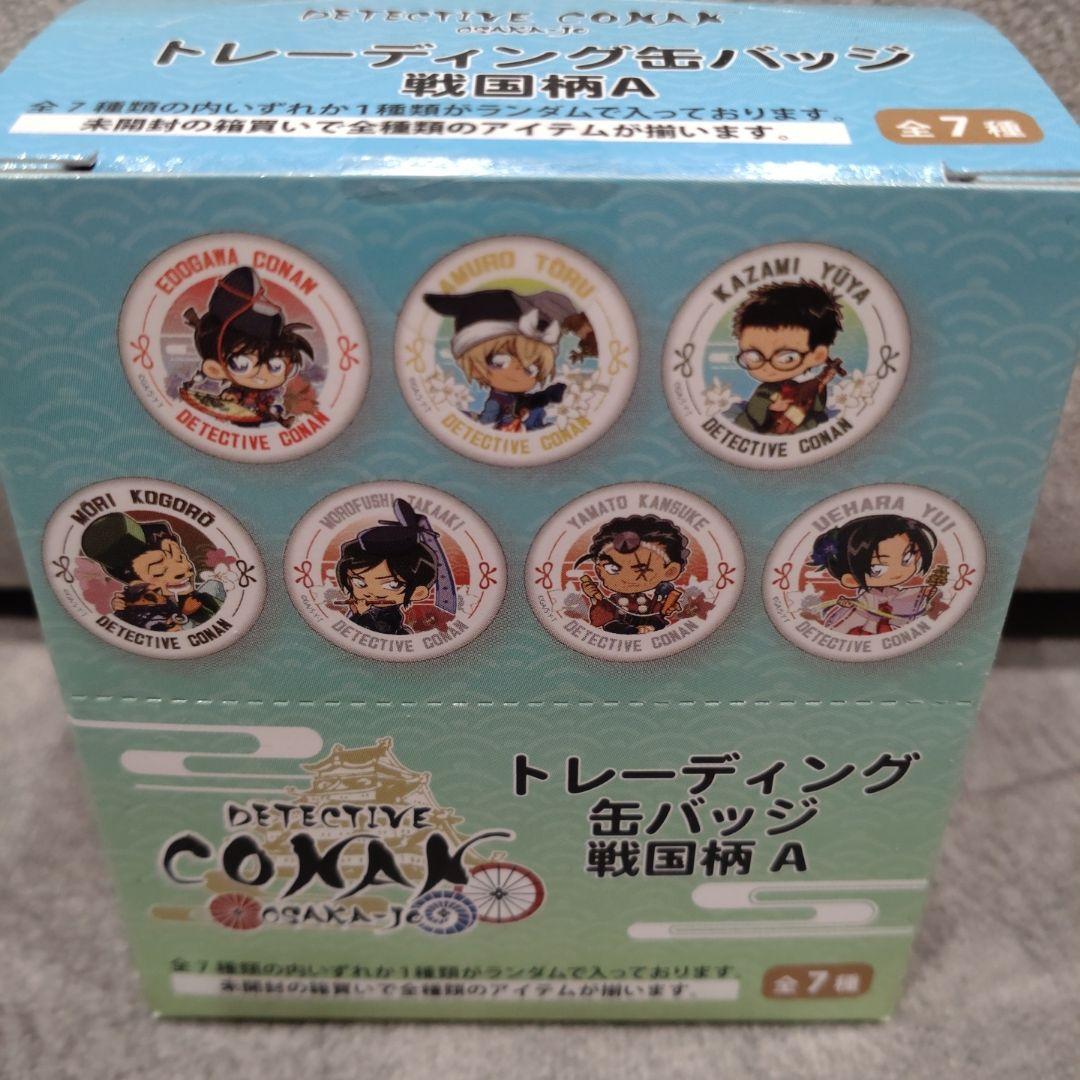 DETECTIVE CONAN
OSAKA-Jo
トレーディング缶バッジ
戦国柄A
全7種類の内いずれか1種類がランダムで入っております。
未開封の箱買いで全種類のアイテムが揃います。
全7種
EDOGAWA CONAN
DETECTIVE CONAN
AMURO TŌRU
DETECTIVE CONAN
KAZAMI YŪYA
DETECTIVE CONAN
MŌRI KOGORŌ
DETECTIVE CONAN
MOROFUSHI TAKAAKI
DETECTIVE CONAN
YAMATO KANSUKE
DETECTIVE CONAN
UEHARA YUI
DETECTIVE CONAN
DETECTIVE
CONAN
OSAKA-Jo
トレーディング
缶バッジ
戦国柄 A
全7種類の内いずれか1種類がランダムで入っております。
未開封の箱買いで全種類のアイテムが揃います。
全7種